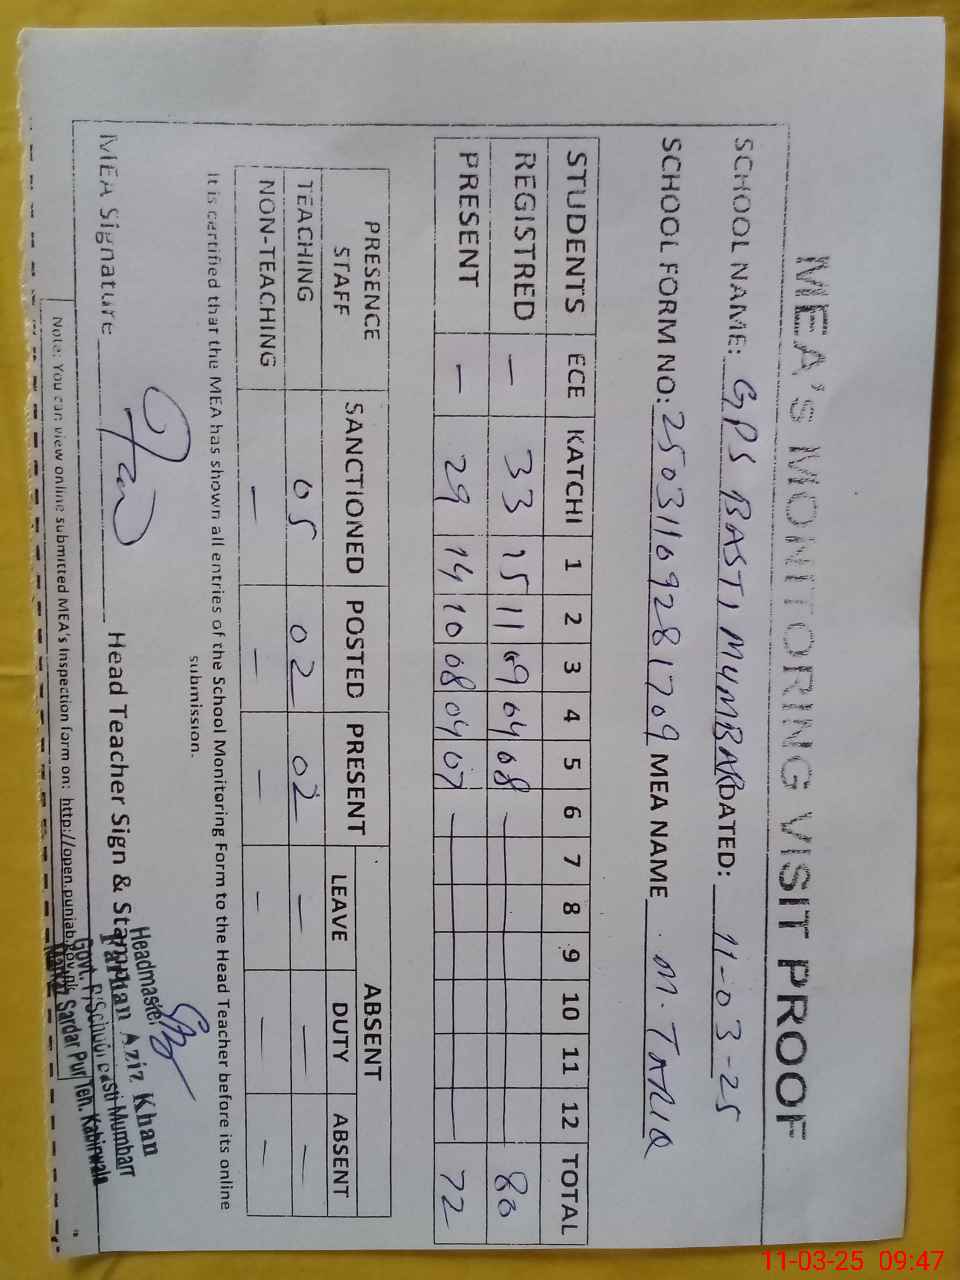 MEA's MONITORING VISIT PROOF
SCHOOL NAME: GPS BASTI MUMBAR DATED: 11-03-25
SCHOOL FORM NO: 25031109281709 MEA NAME M. TARIQ
STUDENTS ECE KATCHI 1 2 3 4 5 6 7 8 9 10 11 12 TOTAL
REGISTRED — 33 15 11 09 04 08 — 80
PRESENT — 29 14 10 08 04 07 — 72
PRESENCE STAFF SANCTIONED POSTED PRESENT ABSENT
LEAVE DUTY ABSENT
TEACHING 05 02 02 — — —
NON-TEACHING — — — — — —
It is certified that the MEA has shown all entries of the School Monitoring Form to the Head Teacher before its online
submission.
MEA Signature Head Teacher Sign & Stamp
Headmaster
Farhan Aziz Khan
Govt. P/School Basti Mumbarr
Markaz Sardar Pur Teh. Kabirwala
Note: You can view online submitted MEA's Inspection form on: http://open.punjab.gov.pk
11-03-25 09:47